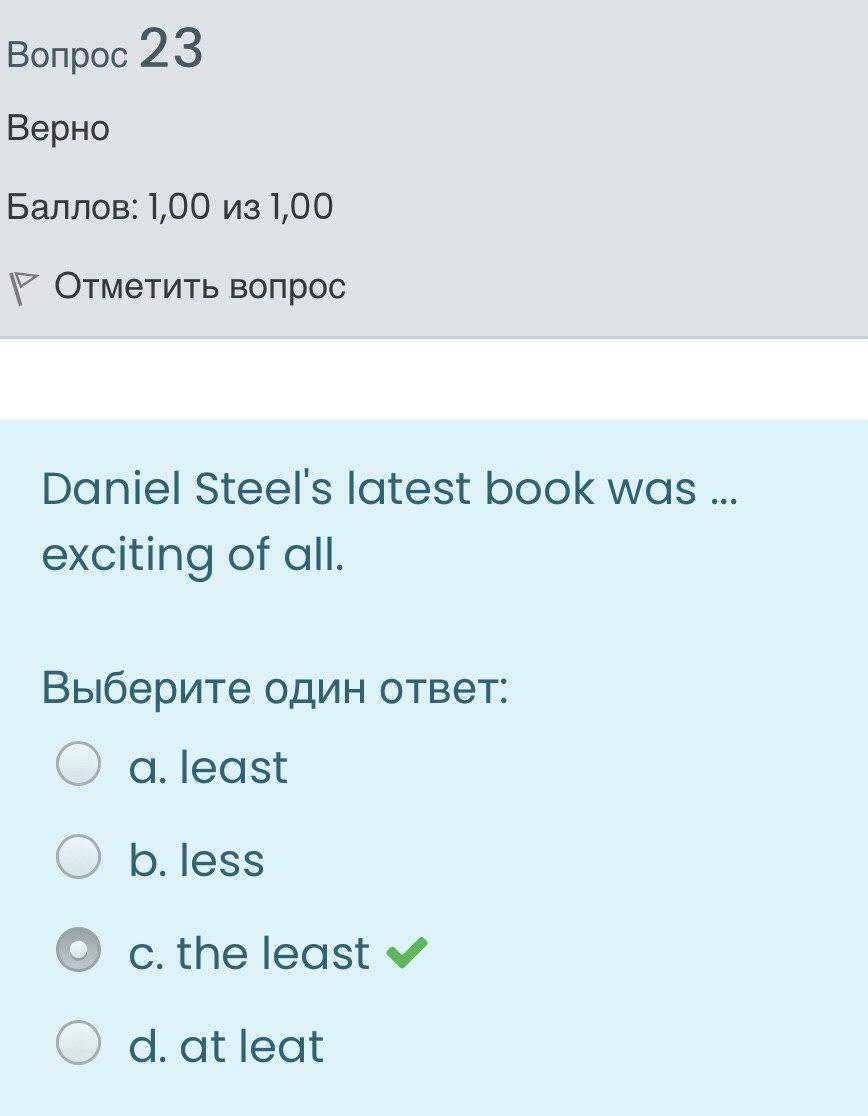 Вопрос 23
Верно
Баллов: 1,00 из 1,00
Отметить вопрос
Daniel Steel's latest book was ...
exciting of all.
Выберите один ответ:
a. least
b. less
c. the least
d. at leat